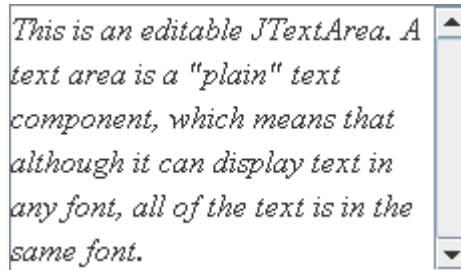 This is an editable JTextArea. A
text area is a "plain" text
component, which means that
although it can display text in
any font, all of the text is in the
same font.